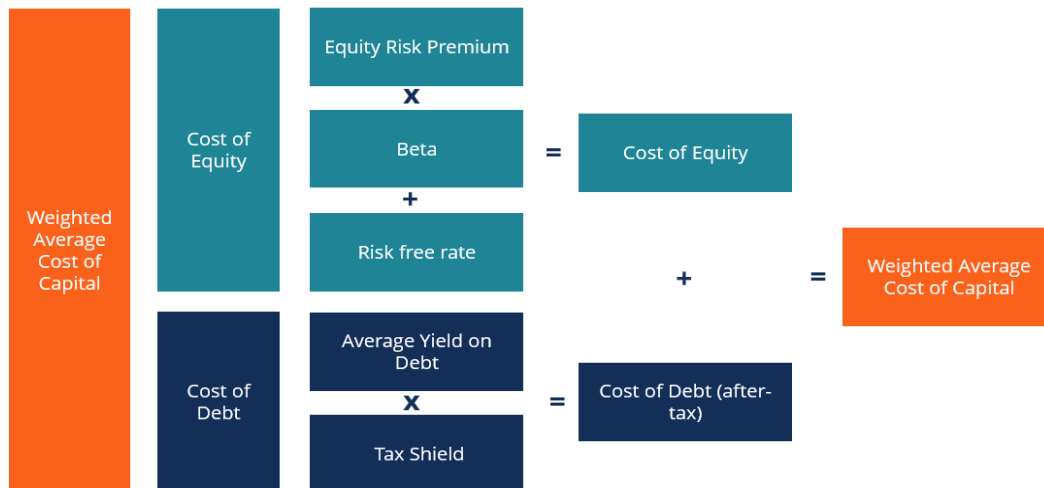 Weighted
Average
Cost of
Capital
Cost of
Equity
Equity Risk Premium
x
Beta
+
Risk free rate
=
Cost of Equity
Cost of
Debt
Average Yield on
Debt
x
Tax Shield
=
Cost of Debt (after-
tax)
+
=
Weighted Average
Cost of Capital